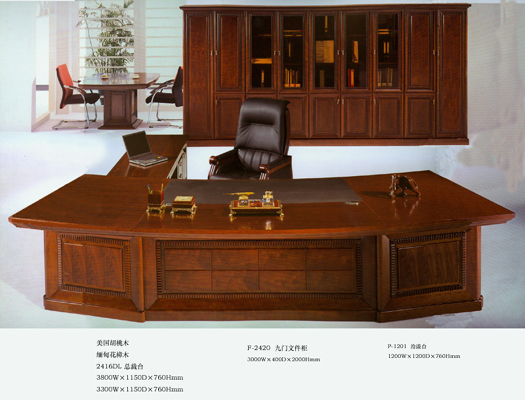 美国胡桃木
缅甸花樟木
2416DL 总裁台
3800W×1150D×760Hmm
3300W×1150D×760Hmm
F-2420 九门文件柜
3000W×400D×2000Hmm
P-1201 洽谈台
1200W×1200D×760Hmm